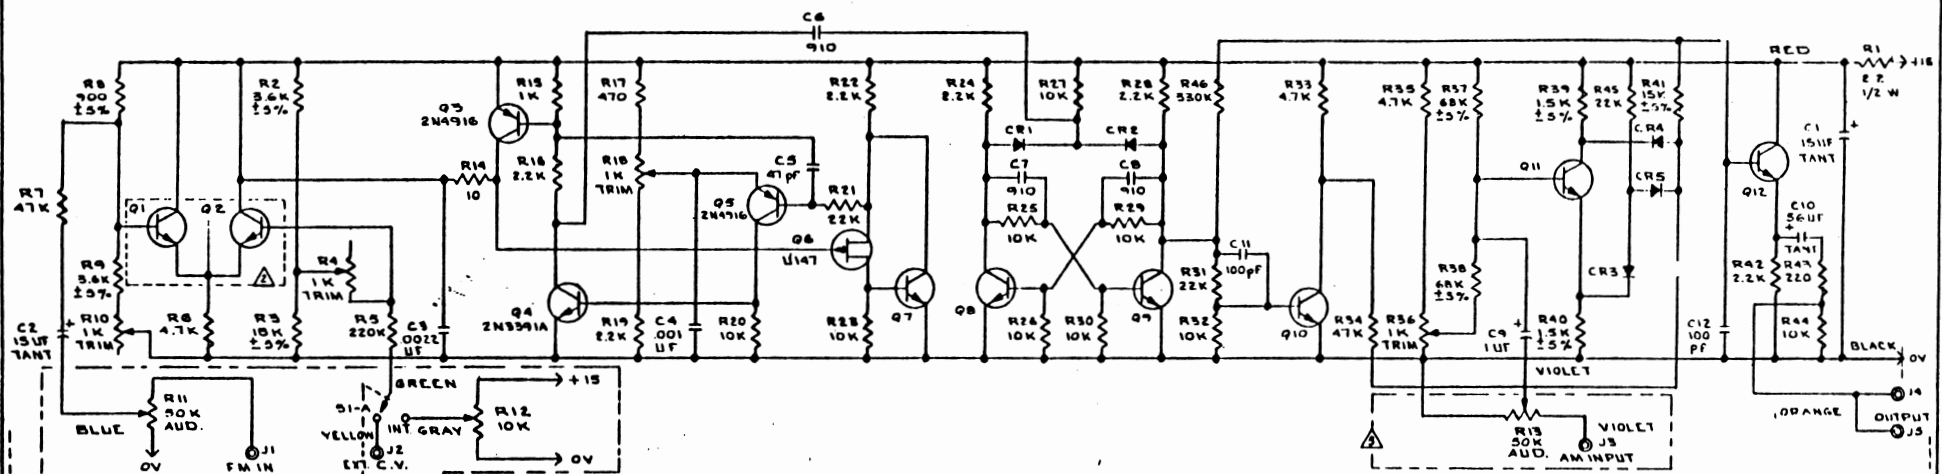 C6
910
RED
R1
2.2
1/2 W
+15
R8
900
±5%
R2
3.6K
±5%
Q3
2N4916
R15
1K
R17
470
R22
2.2K
R24
2.2K
R27
10K
R28
2.2K
R46
330K
R33
4.7K
R35
4.7K
R37
68K
±5%
R39
1.5K
±5%
R45
22K
R41
15K
±5%
C1
15UF
TANT
+
R7
47K
R14
10
R16
2.2K
R18
1K
TRIM
C5
47pF
CR1
CR2
C7
910
C8
910
Q11
CR4
CR5
Q12
Q1
Q2
Q5
2N4916
R21
22K
R25
10K
R29
10K
C10
56UF
+
TANT
R9
3.6K
±5%
2
R4
1K
TRIM
Q6
U147
C11
100pF
R31
22K
R38
68K
±5%
CR3
R42
2.2K
R43
220
R10
1K
TRIM
R6
4.7K
R3
18K
±5%
R5
220K
C3
.0022
UF
Q4
2N3391A
R19
2.2K
C4
.001
UF
R20
10K
R23
10K
Q7
Q8
R26
10K
R30
10K
Q9
R32
10K
Q10
R34
47K
R36
1K
TRIM
C9
1UF
+
R40
1.5K
±5%
C12
100
pF
R44
10K
BLACK
0V
C2
15UF
TANT
+
VIOLET
R11
50K
AUD.
BLUE
0V
J1
FM IN
GREEN
S1-A
YELLOW
INT.
GRAY
J2
EXT. C.V.
R12
10K
+15
0V
R13
50K
AUD.
VIOLET
J3
AM INPUT
ORANGE
J4
OUTPUT
J5